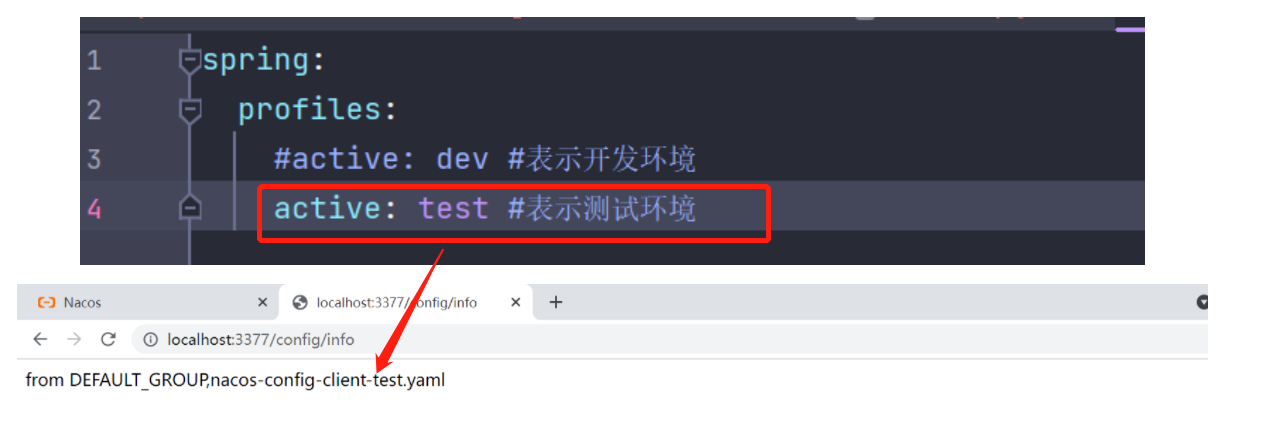 1 spring:
2 profiles:
3 #active: dev #表示开发环境
4 active: test #表示测试环境
Nacos × localhost:3377/config/info × +
localhost:3377/config/info
from DEFAULT_GROUP,nacos-config-client-test.yaml